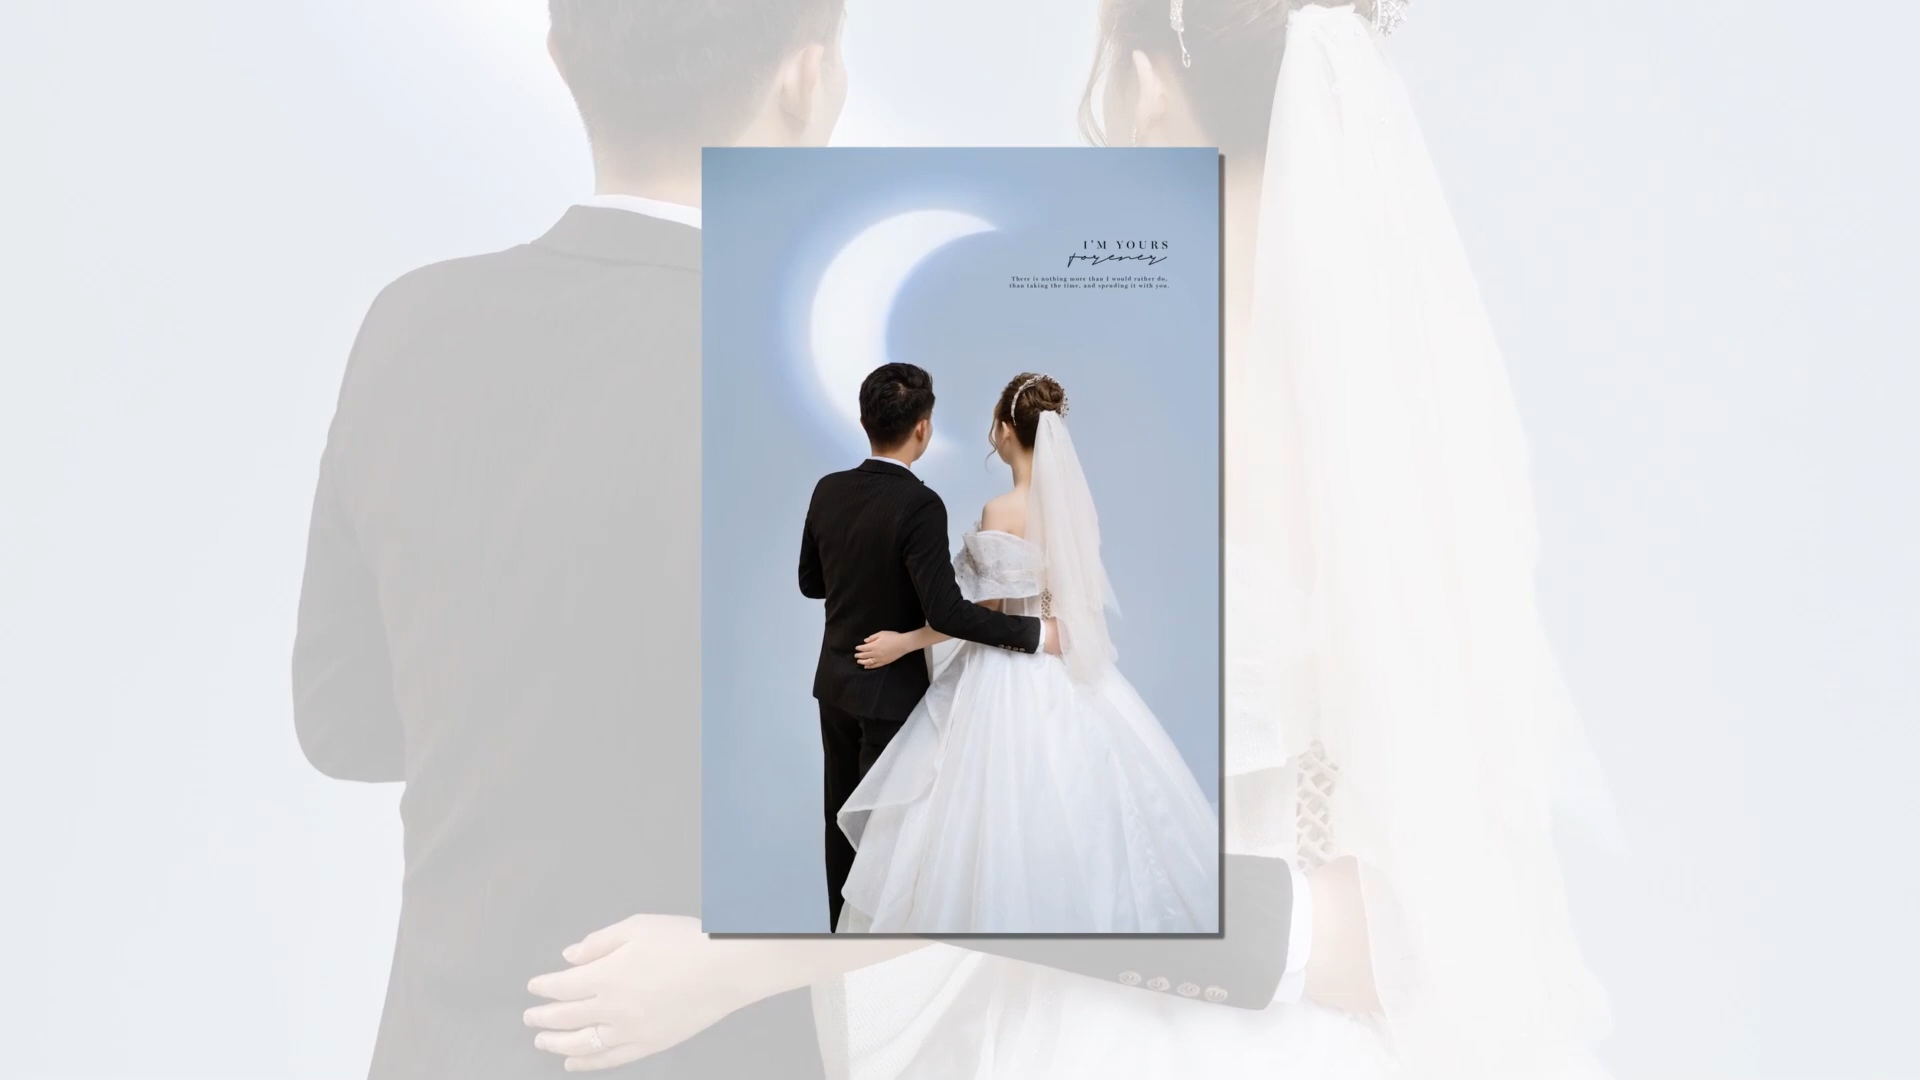 I'M YOURS
forever
There is nothing more than I would rather do,
than taking the time, and spending it with you.